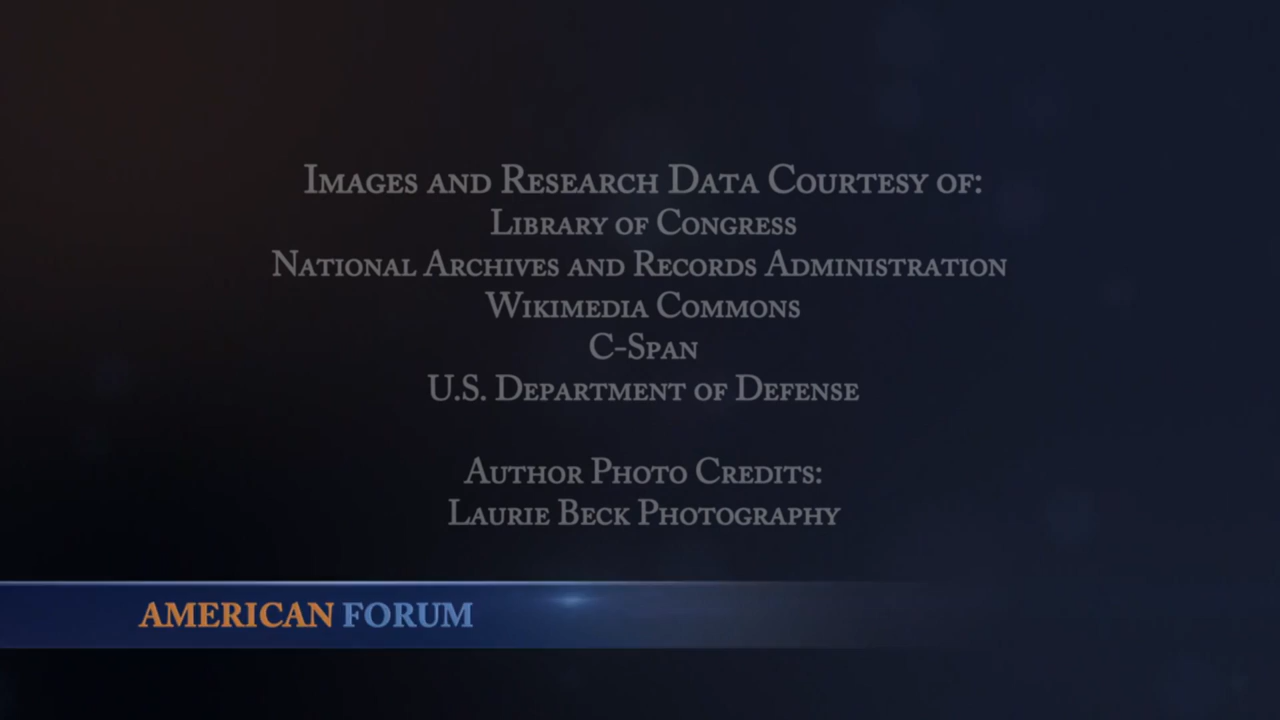 Images and Research Data Courtesy of:
Library of Congress
National Archives and Records Administration
Wikimedia Commons
C-Span
U.S. Department of Defense
Author Photo Credits:
Laurie Beck Photography
AMERICAN FORUM